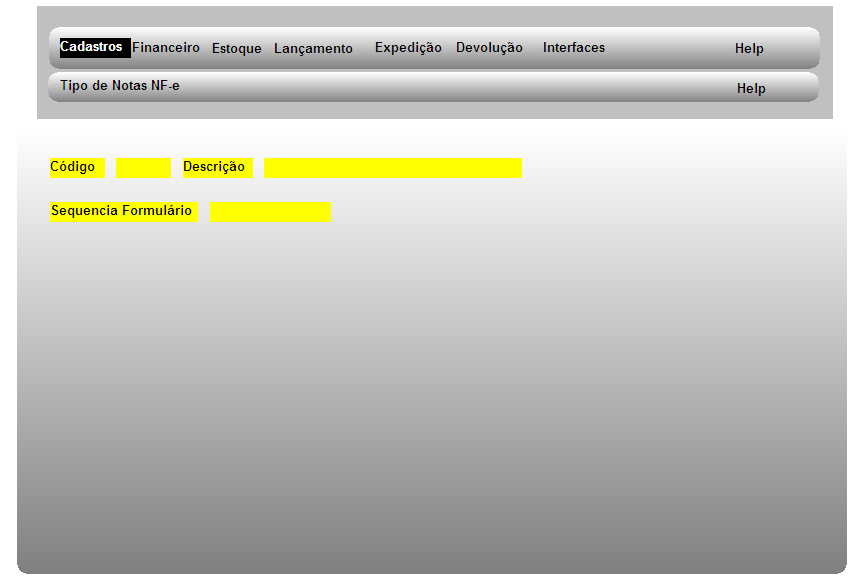 Cadastros Financeiro Estoque Lançamento Expedição Devolução Interfaces Help
Tipo de Notas NF-e Help
Código Descrição
Sequencia Formulário